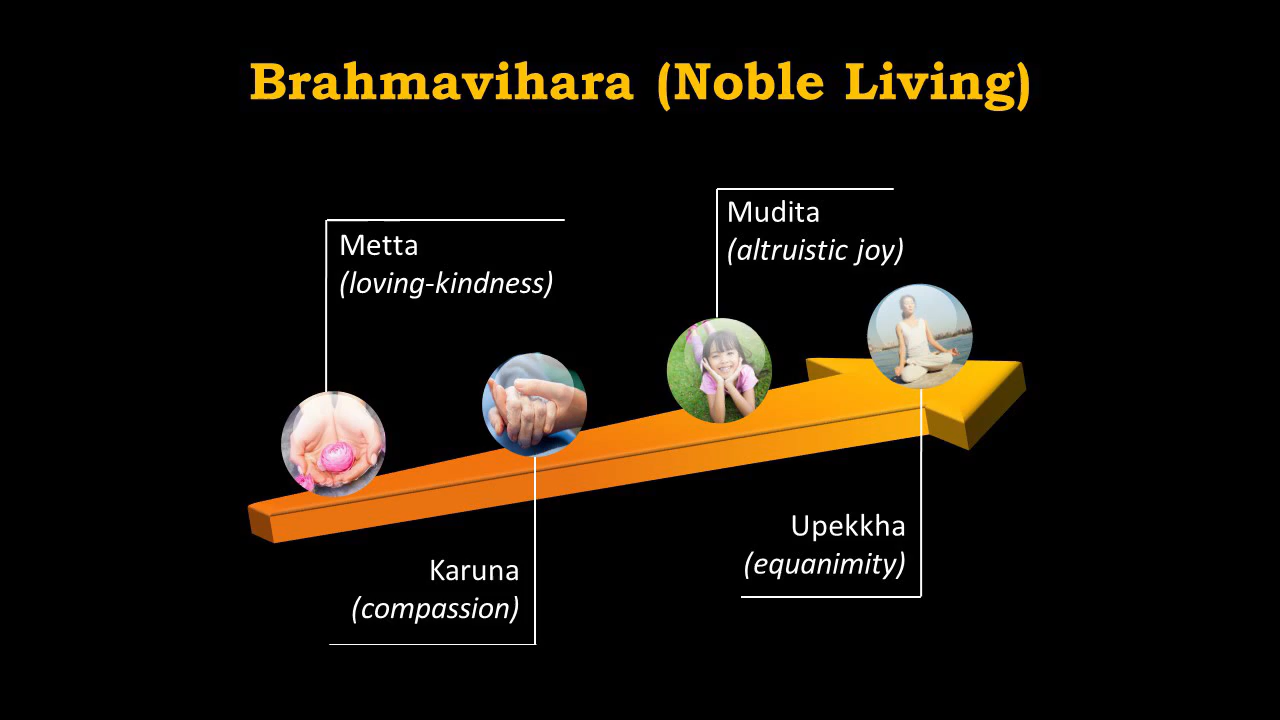 Brahmavihara (Noble Living)
Metta
(loving-kindness)
Karuna
(compassion)
Mudita
(altruistic joy)
Upekkha
(equanimity)